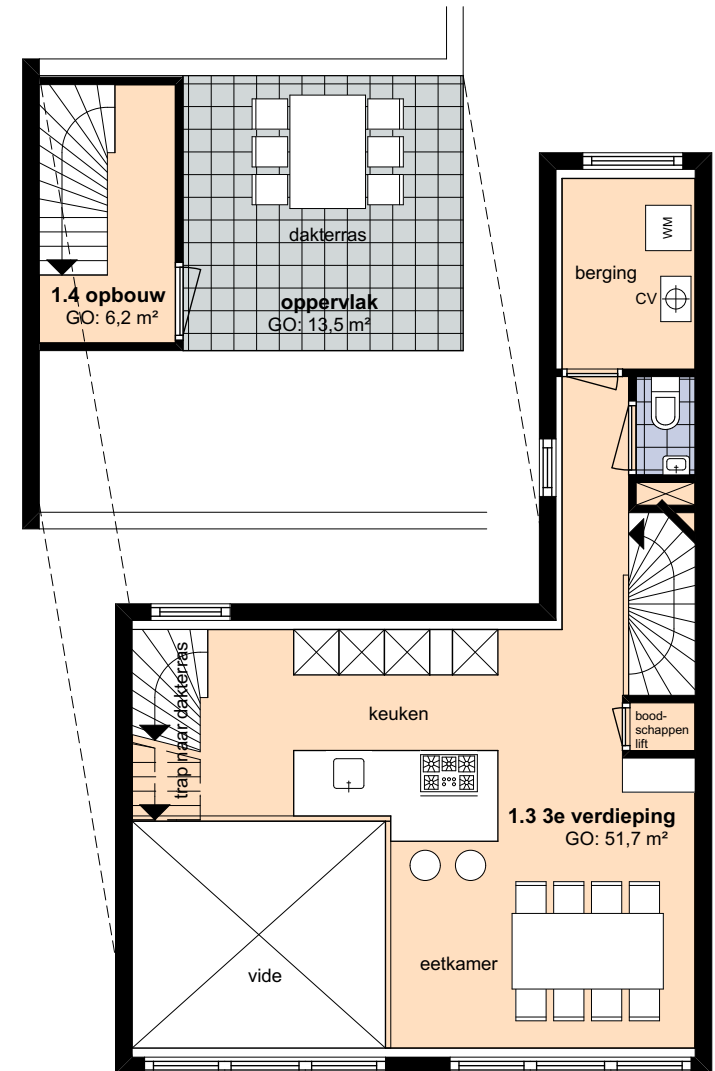 dakterras
1.4 opbouw
GO: 6,2 m²
oppervlak
GO: 13,5 m²
WM
berging
CV
trap naar dakterras
keuken
bood-
schappen
lift
1.3 3e verdieping
GO: 51,7 m²
eetkamer
vide